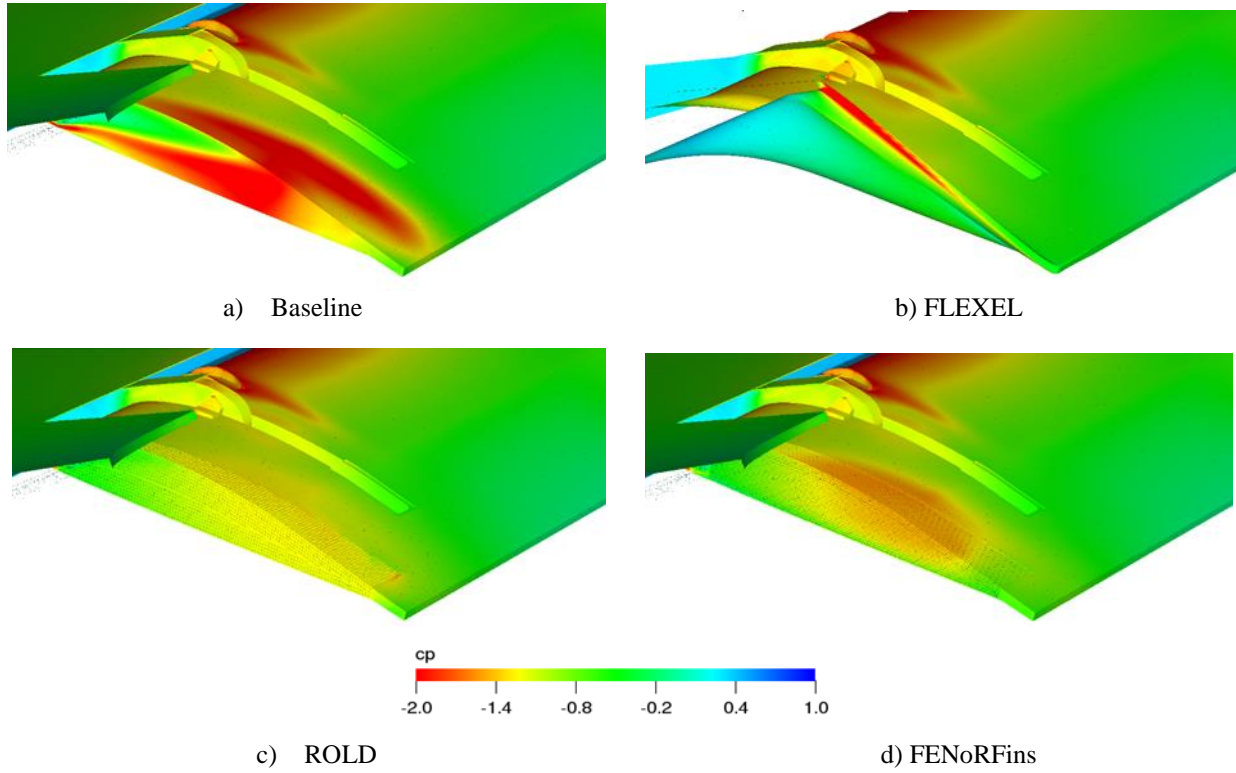 a) Baseline
b) FLEXEL
cp
-2.0 -1.4 -0.8 -0.2 0.4 1.0
c) ROLD
d) FENoRFins